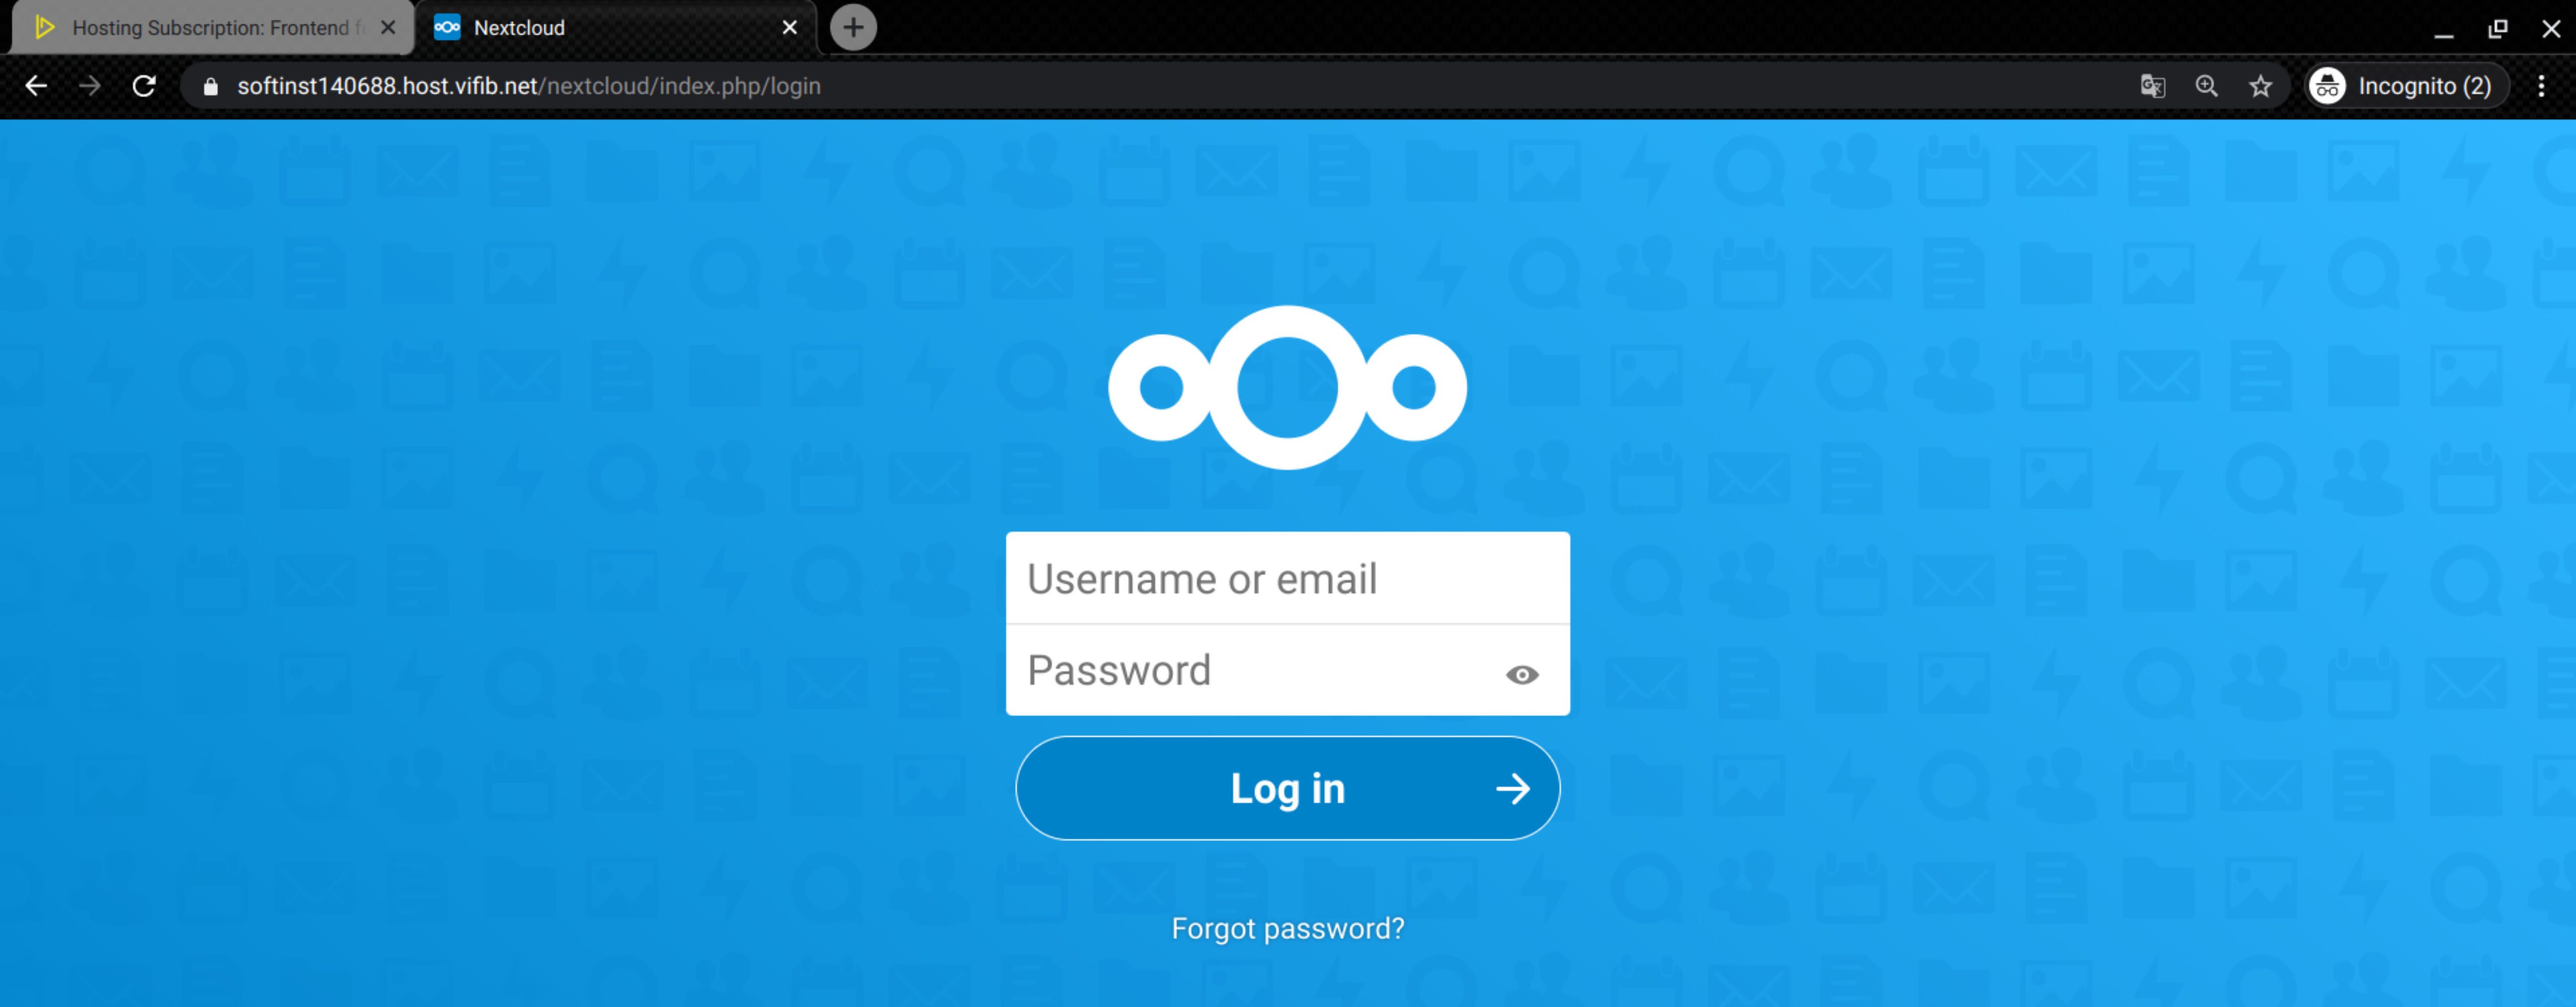 Hosting Subscription: Frontend f
Nextcloud
softinst140688.host.vifib.net/nextcloud/index.php/login
Incognito (2)
Username or email
Password
Log in
Forgot password?